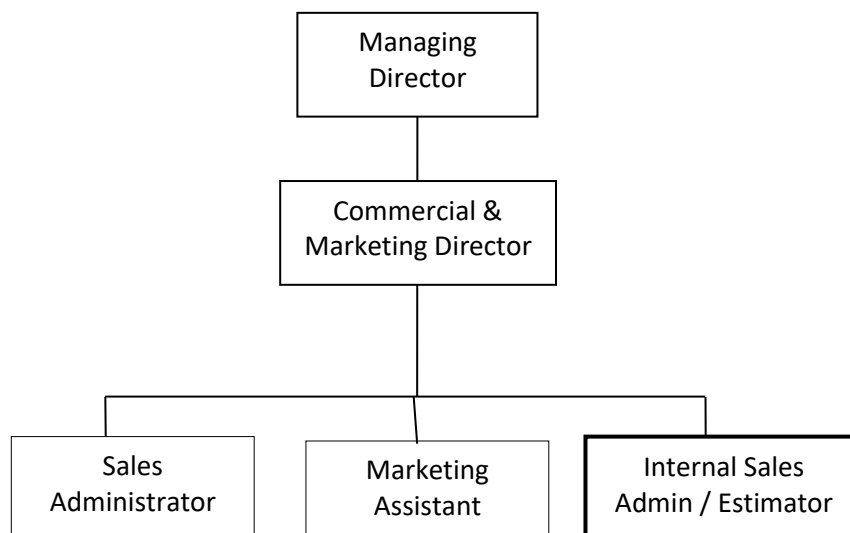 Managing
Director
Commercial &
Marketing Director
Sales
Administrator
Marketing
Assistant
Internal Sales
Admin / Estimator